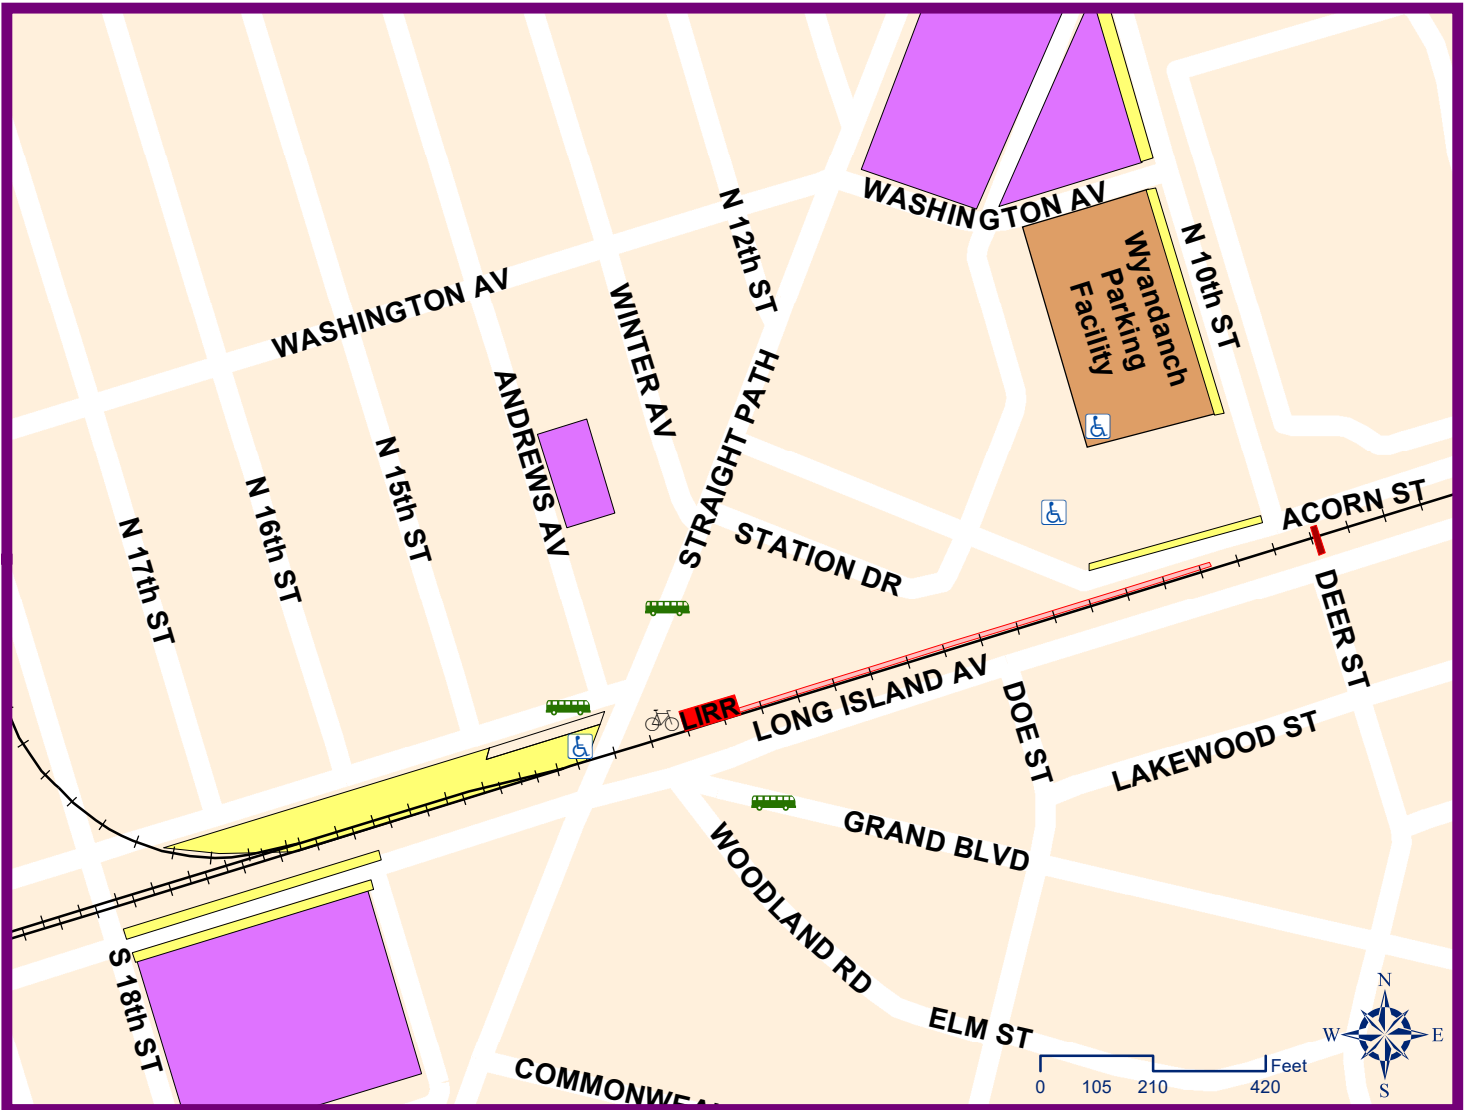 WASHINGTON AV
N 12th ST
N 10th ST
Wyandanch
Parking
Facility
WASHINGTON AV
WINTER AV
STRAIGHT PATH
ANDREWS AV
N 15th ST
N 16th ST
N 17th ST
ACORN ST
STATION DR
DEER ST
LIRR
LONG ISLAND AV
DOE ST
LAKEWOOD ST
GRAND BLVD
WOODLAND RD
S 18th ST
ELM ST
COMMONWEA
N
W
E
S
Feet
0 105 210 420